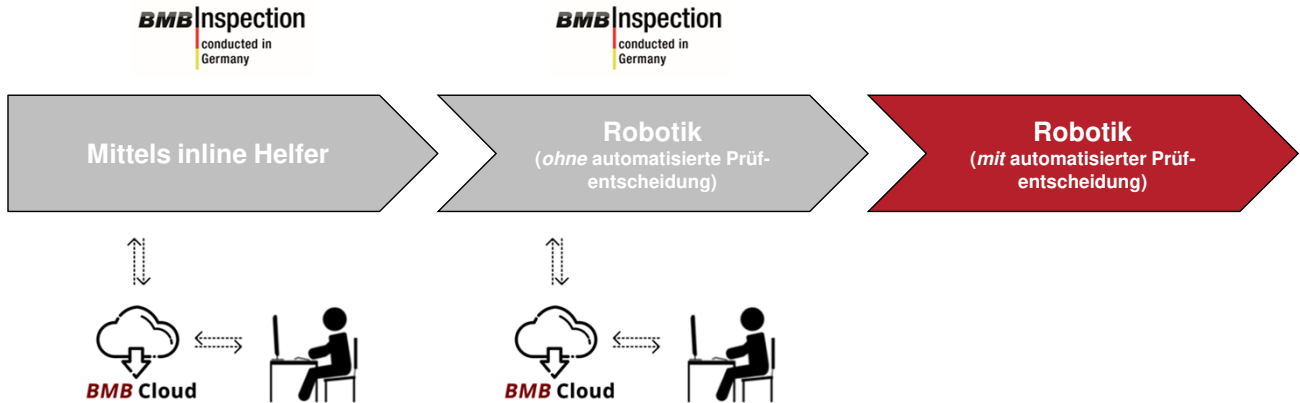 BMB Inspection
conducted in
Germany
BMB Inspection
conducted in
Germany
Mittels inline Helfer
Robotik
(ohne automatisierte Prüf-
entscheidung)
Robotik
(mit automatisierter Prüf-
entscheidung)
BMB Cloud
BMB Cloud